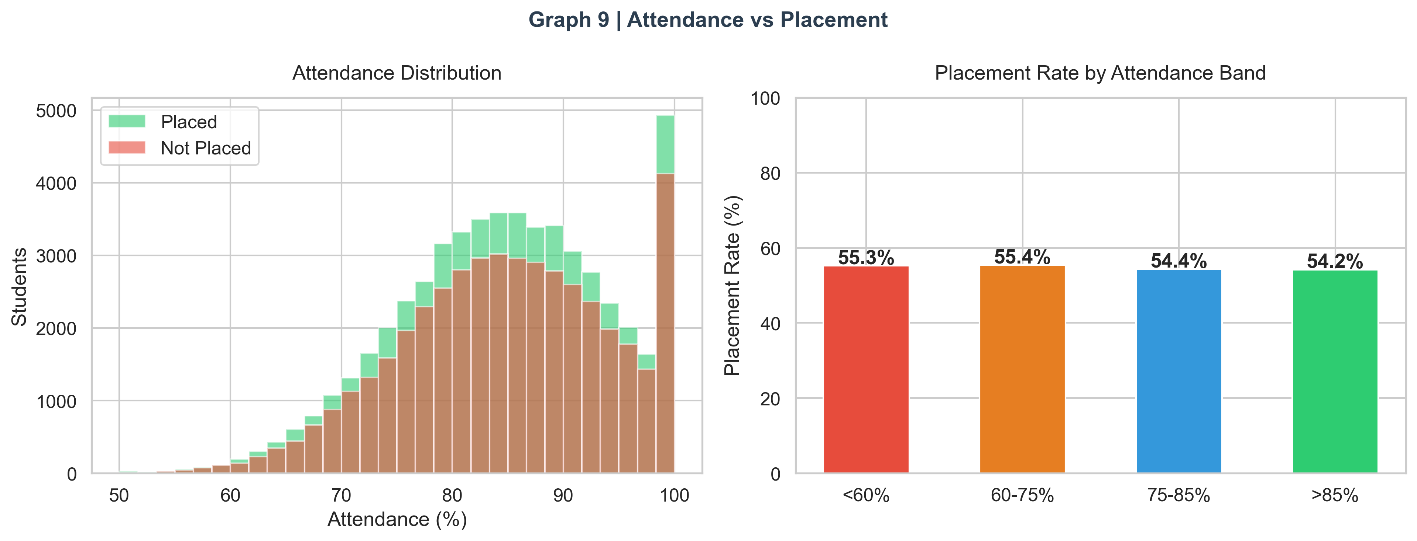 Graph 9 | Attendance vs Placement
Attendance Distribution
Placed
Not Placed
5000
4000
3000
2000
1000
0
Students
50 60 70 80 90 100
Attendance (%)
Placement Rate by Attendance Band
100
80
60
40
20
0
Placement Rate (%)
55.3% 55.4% 54.4% 54.2%
<60% 60-75% 75-85% >85%